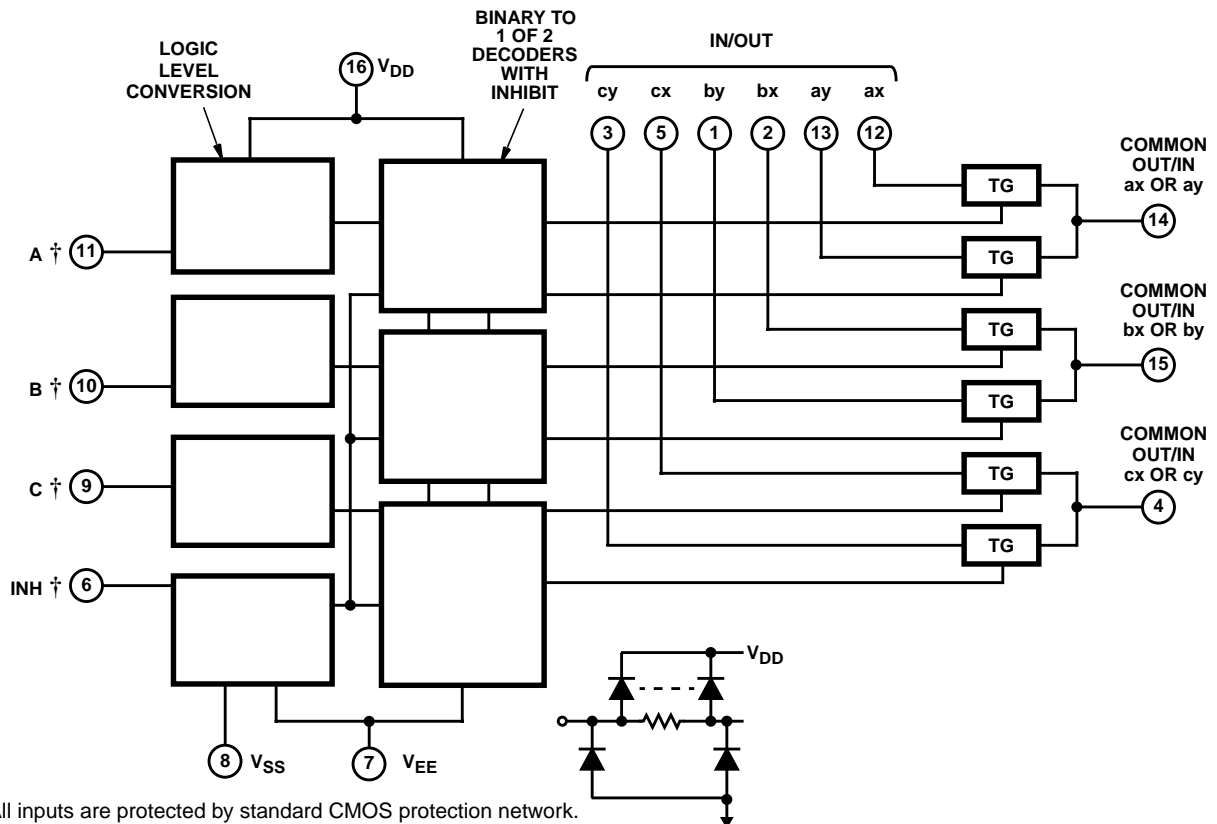 LOGIC
LEVEL
CONVERSION
16 VDD
BINARY TO
1 OF 2
DECODERS
WITH
INHIBIT
IN/OUT
cy cx by bx ay ax
3 5 1 2 13 12
COMMON
OUT/IN
ax OR ay
14
TG
TG
A † 11
COMMON
OUT/IN
bx OR by
15
TG
TG
B † 10
COMMON
OUT/IN
cx OR cy
4
TG
TG
C † 9
INH † 6
8 VSS
7 VEE
VDD
All inputs are protected by standard CMOS protection network.